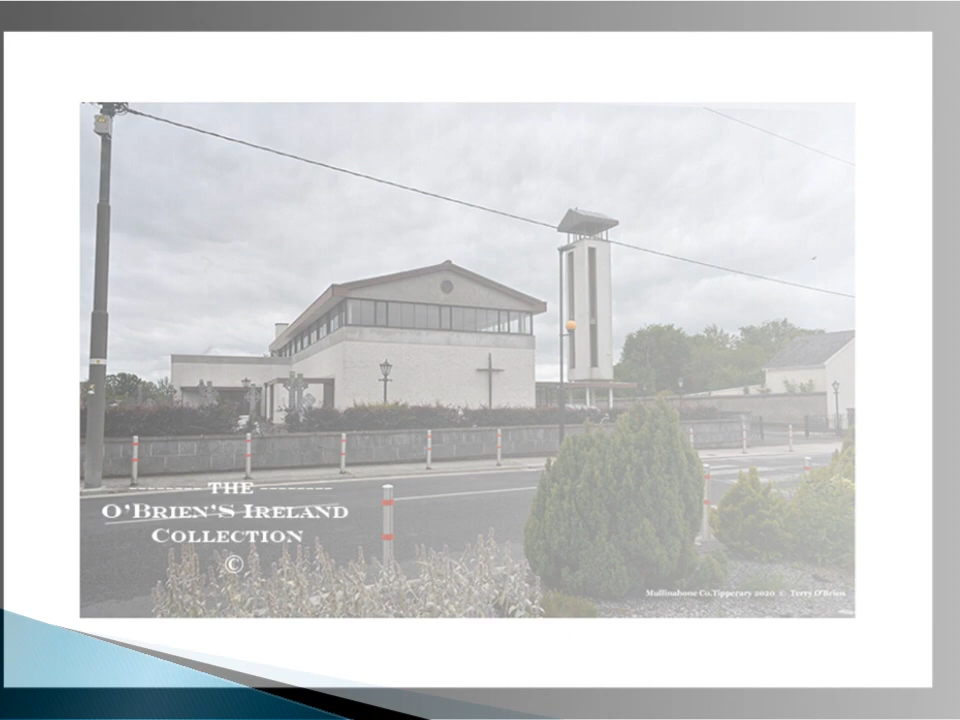 THE
O'BRIEN'S IRELAND
COLLECTION
©
Mullinahone Co.Tipperary 2020 © Terry O'Brien